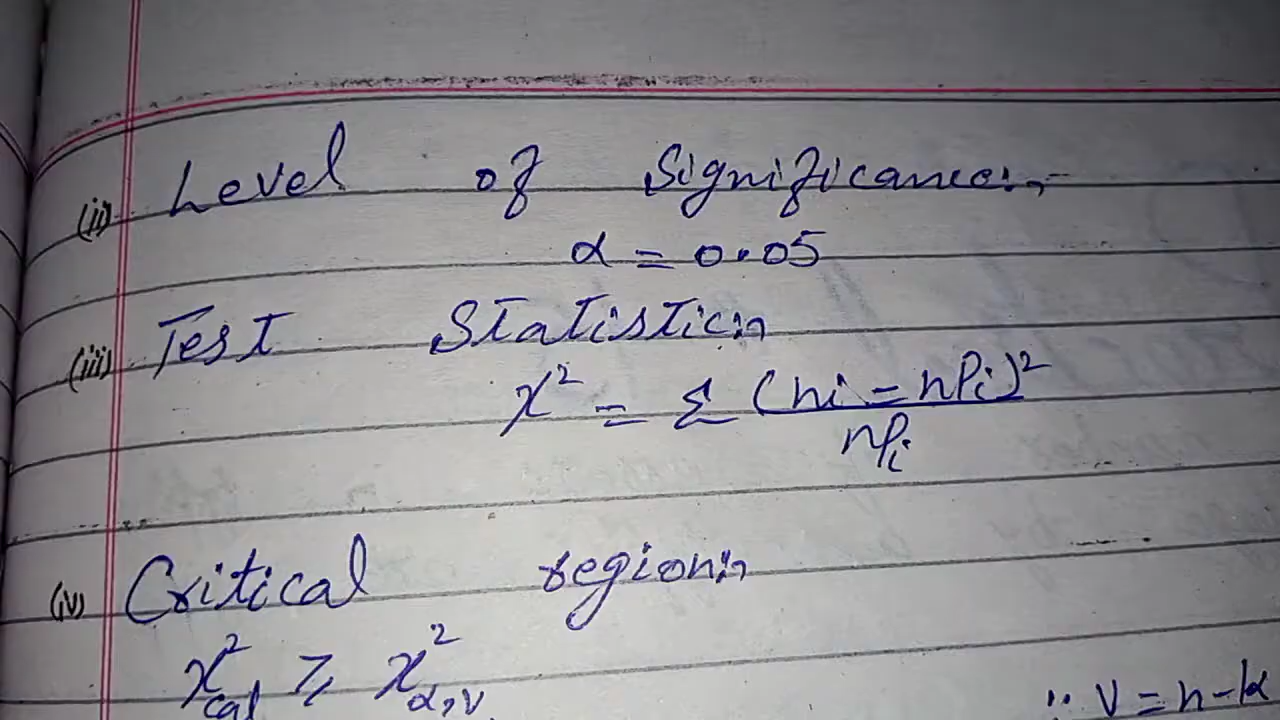 (ii) Level of Significance:-
α = 0.05
(iii) Test Statistic:-
χ² = Σ (ni - nPi)² / nPi
(iv) Critical region:-
χ²cal ≥ χ²α,v ∵ v = n-k